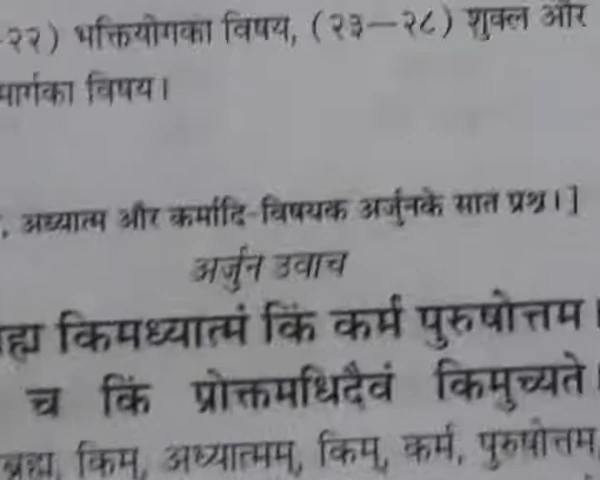 २२) भक्तियोगका विषय, (२३—२८) शुक्ल और
मार्गका विषय।
, अध्यात्म और कर्मादि-विषयक अर्जुनके सात प्रश्न।]
अर्जुन उवाच
ह्म किमध्यात्मं किं कर्म पुरुषोत्तम।
च किं प्रोक्तमधिदैवं किमुच्यते
ब्रह्म, किम्, अध्यात्मम्, किम्, कर्म, पुरुषोत्तम,